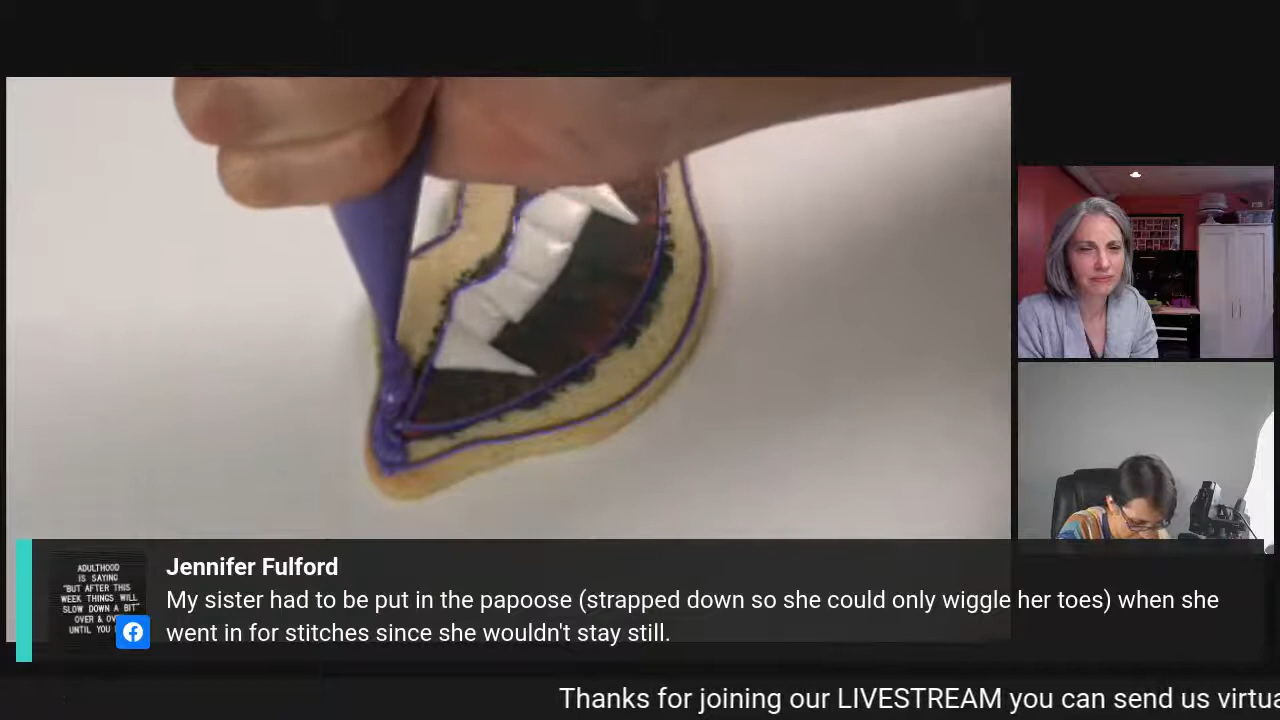 ADULTHOOD
IS SAYING
"BUT AFTER THIS
WEEK THINGS WILL
SLOW DOWN A BIT"
OVER & OV
UNTIL YOU
Jennifer Fulford
My sister had to be put in the papoose (strapped down so she could only wiggle her toes) when she
went in for stitches since she wouldn't stay still.
Thanks for joining our LIVESTREAM you can send us virtua